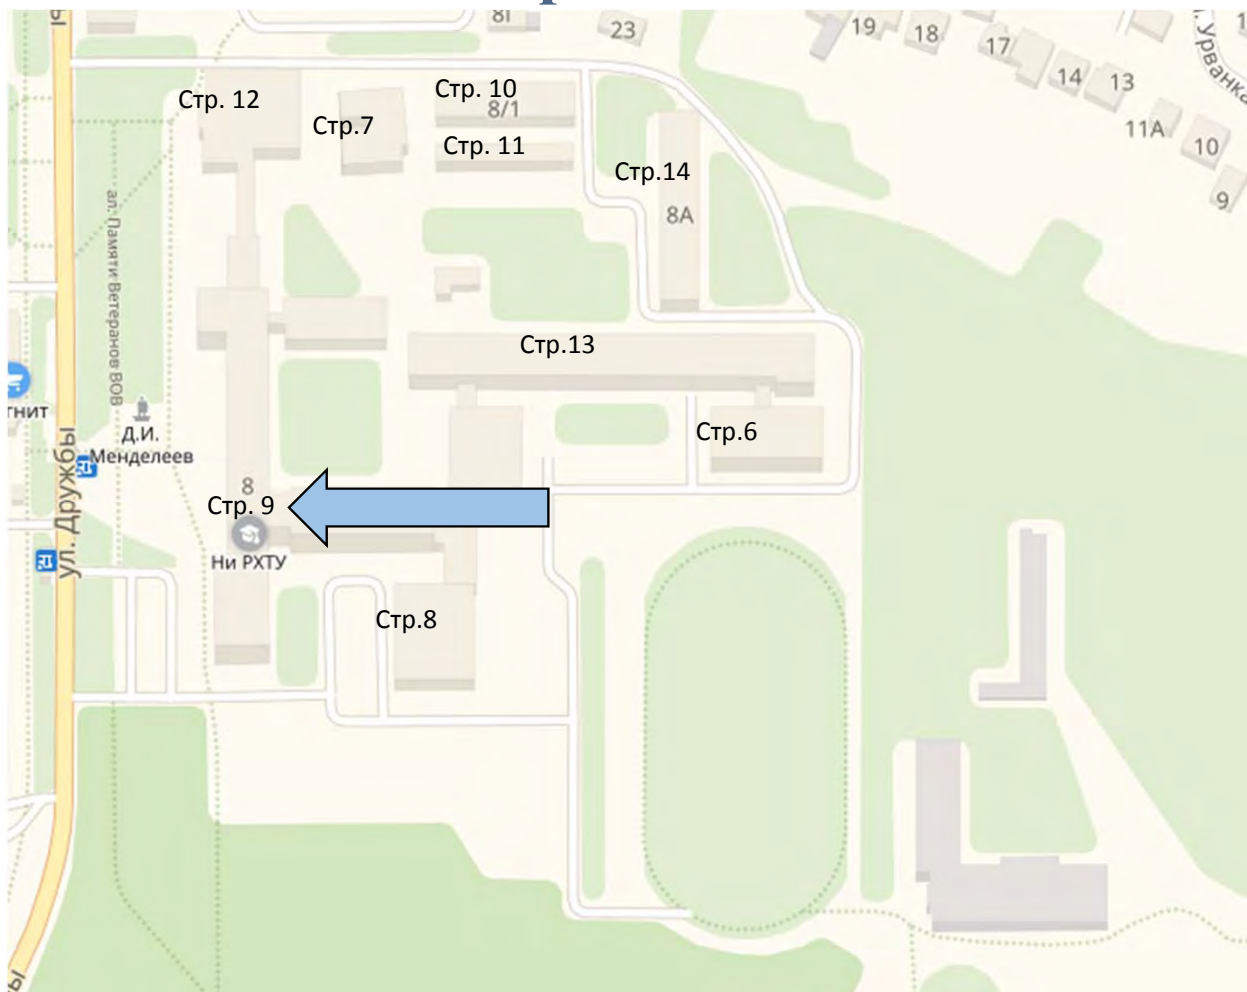 8Г
23
19
18
17
14
13
11А
10
9
Урванка
Стр. 12
Стр.7
Стр. 10
8/1
Стр. 11
Стр.14
8А
ал. Памяти Ветеранов ВОВ
Стр.13
гнит
Д.И.
Менделеев
Стр.6
ул. Дружбы
8
Стр. 9
Ни РХТУ
Стр.8